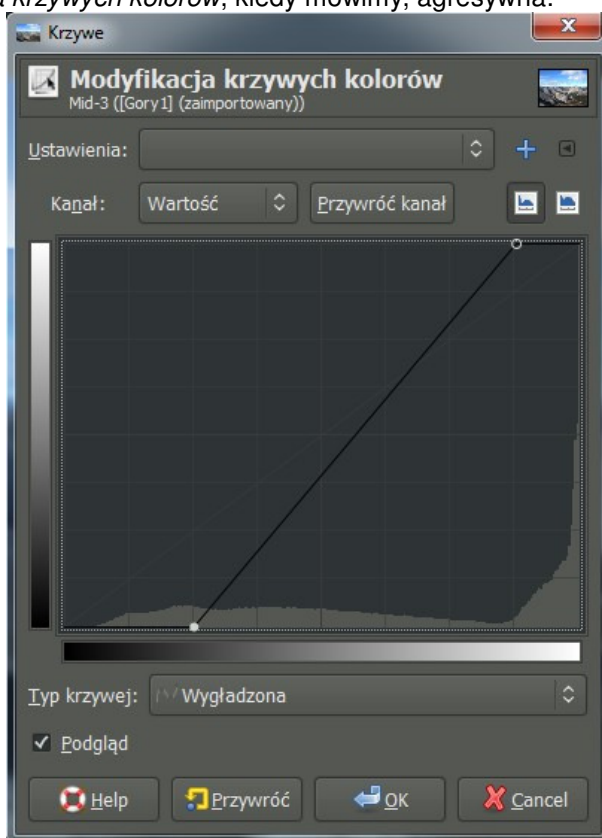 krzywych kolorów, kiedy mówimy, agresywna.
Krzywe
Modyfikacja krzywych kolorów
Mid-3 ([Gory1] (zaimportowany))
Ustawienia:
Kanał: Wartość Przywróć kanał
Typ krzywej: Wygładzona
Podgląd
Help Przywróć OK Cancel